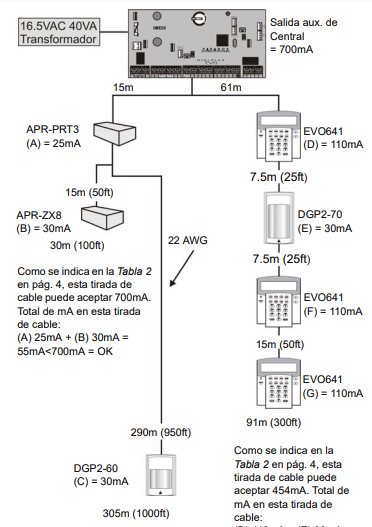 16.5VAC 40VA
Transformador
Salida aux. de
Central
= 700mA
15m
61m
APR-PRT3
(A) = 25mA
EVO641
(D) = 110mA
15m (50ft)
7.5m (25ft)
APR-ZX8
(B) = 30mA
DGP2-70
(E) = 30mA
30m (100ft)
22 AWG
7.5m (25ft)
Como se indica en la Tabla 2
en pág. 4, esta tirada de
cable puede aceptar 700mA.
Total de mA en esta tirada
de cable:
(A) 25mA + (B) 30mA =
55mA<700mA = OK
EVO641
(F) = 110mA
15m (50ft)
EVO641
(G) = 110mA
91m (300ft)
290m (950ft)
DGP2-60
(C) = 30mA
305m (1000ft)
Como se indica en la
Tabla 2 en pág. 4, esta
tirada de cable puede
aceptar 454mA. Total de
mA en esta tirada de
cable: